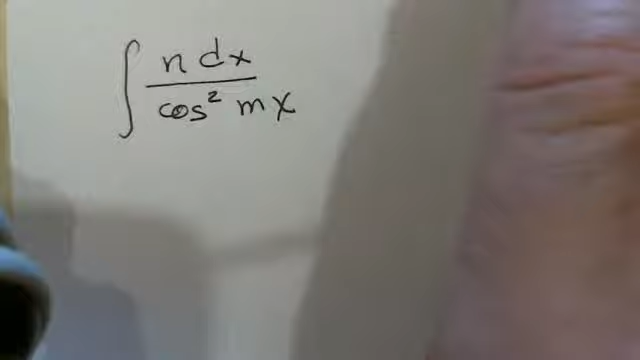 ∫ n dx
cos² mx